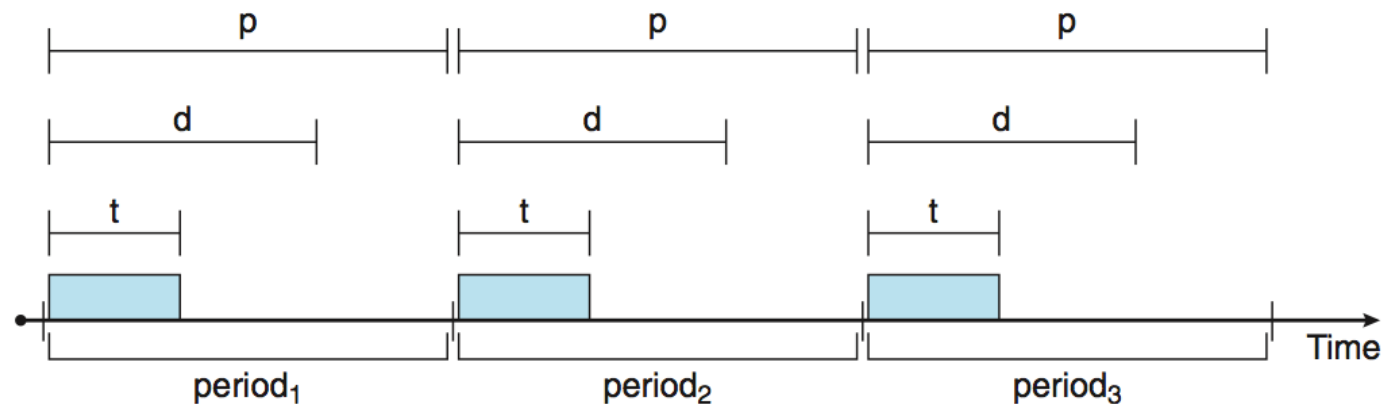 p p p
d d d
t t t
Time
period₁ period₂ period₃